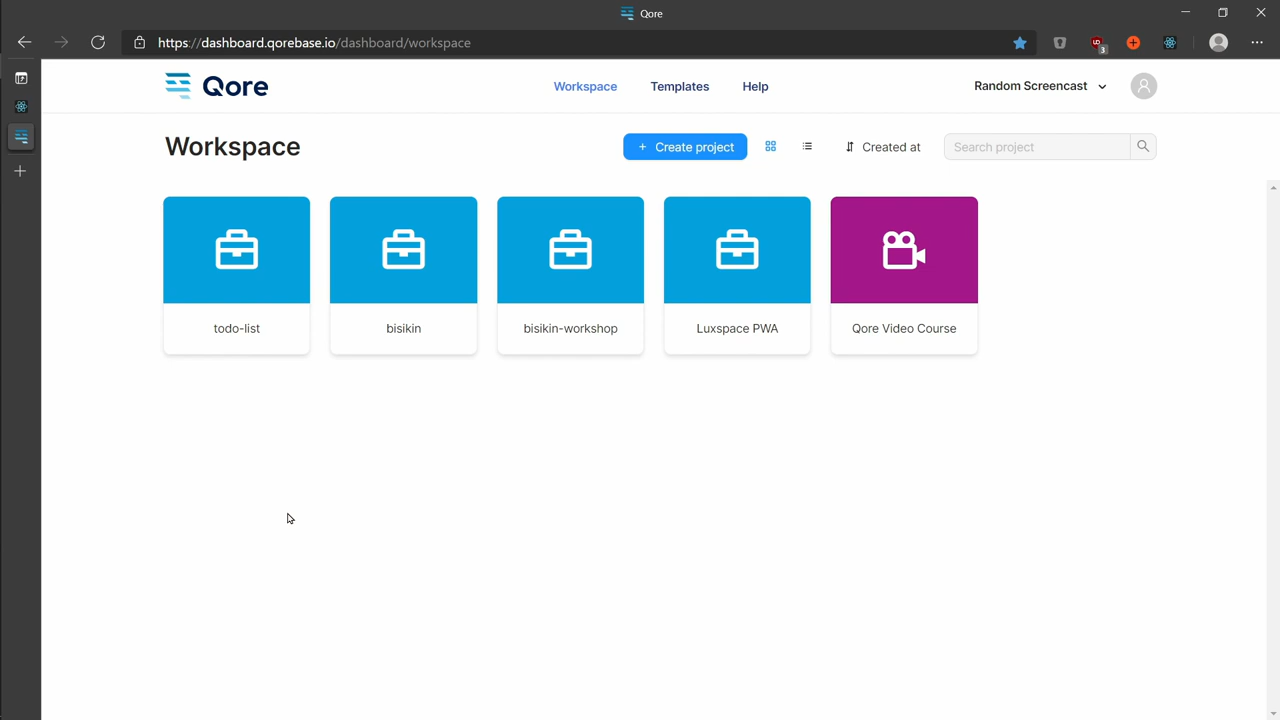 Qore
https://dashboard.qorebase.io/dashboard/workspace
3
Qore
Workspace
Templates
Help
Random Screencast
Workspace
+ Create project
Created at
Search project
todo-list
bisikin
bisikin-workshop
Luxspace PWA
Qore Video Course